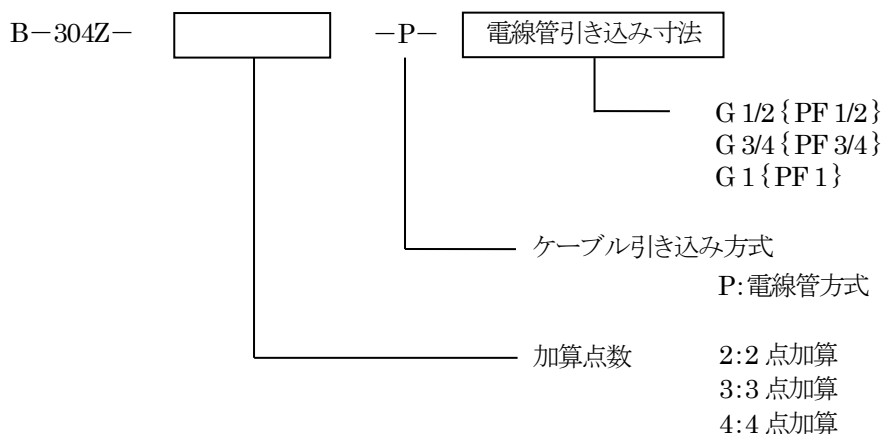 B－304Z－ －P－ 電線管引き込み寸法
G 1/2｛PF 1/2｝
G 3/4｛PF 3/4｝
G 1｛PF 1｝
ケーブル引き込み方式
P：電線管方式
加算点数 2：2 点加算
3：3 点加算
4：4 点加算